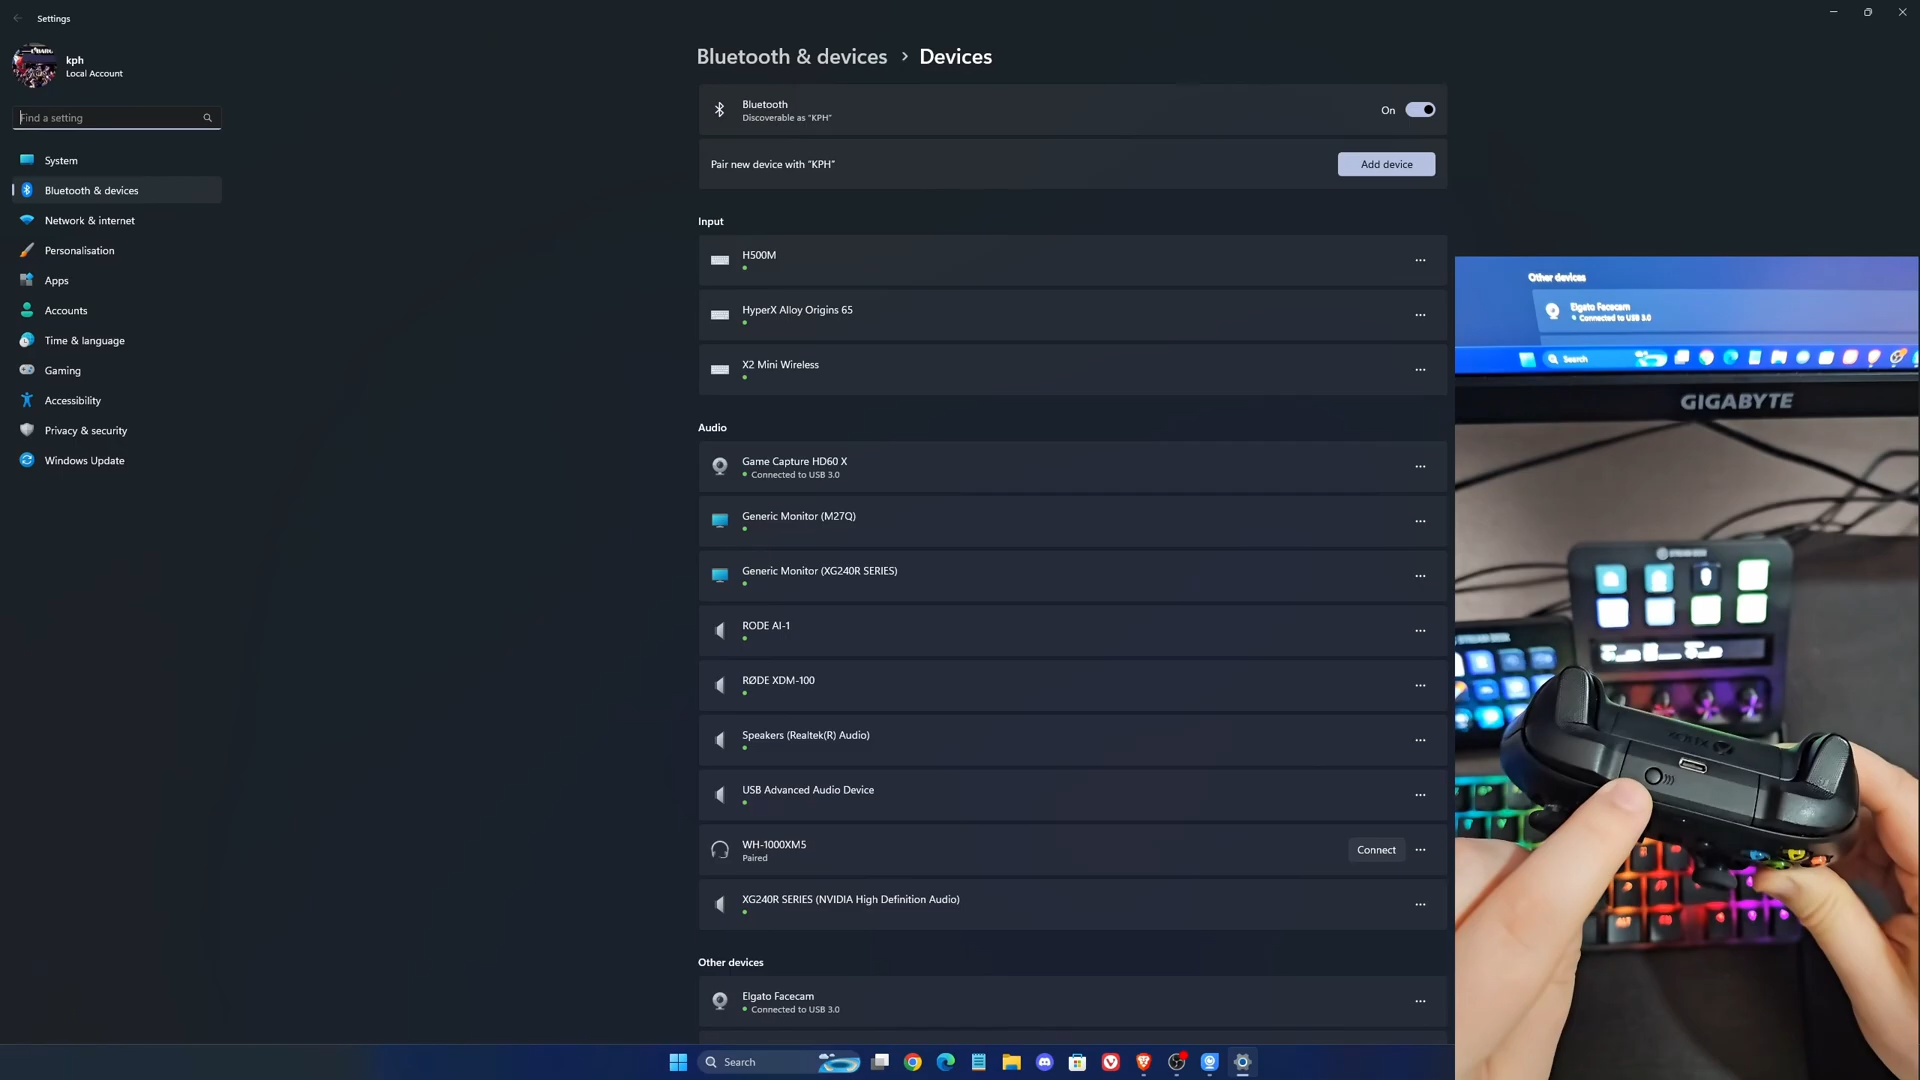 Settings
kph
Local Account
Find a setting
System
Bluetooth & devices
Network & internet
Personalisation
Apps
Accounts
Time & language
Gaming
Accessibility
Privacy & security
Windows Update
Bluetooth & devices > Devices
Bluetooth
Discoverable as "KPH"
On
Pair new device with "KPH"
Add device
Input
H500M
HyperX Alloy Origins 65
X2 Mini Wireless
Audio
Game Capture HD60 X
Connected to USB 3.0
Generic Monitor (M27Q)
Generic Monitor (XG240R SERIES)
RODE AI-1
RØDE XDM-100
Speakers (Realtek(R) Audio)
USB Advanced Audio Device
WH-1000XM5
Paired
Connect
XG240R SERIES (NVIDIA High Definition Audio)
Other devices
Elgato Facecam
Connected to USB 3.0
Search
Other devices
Elgato Facecam
Connected to USB 3.0
Search
GIGABYTE
STREAM DECK
STREAM DECK
XBOX